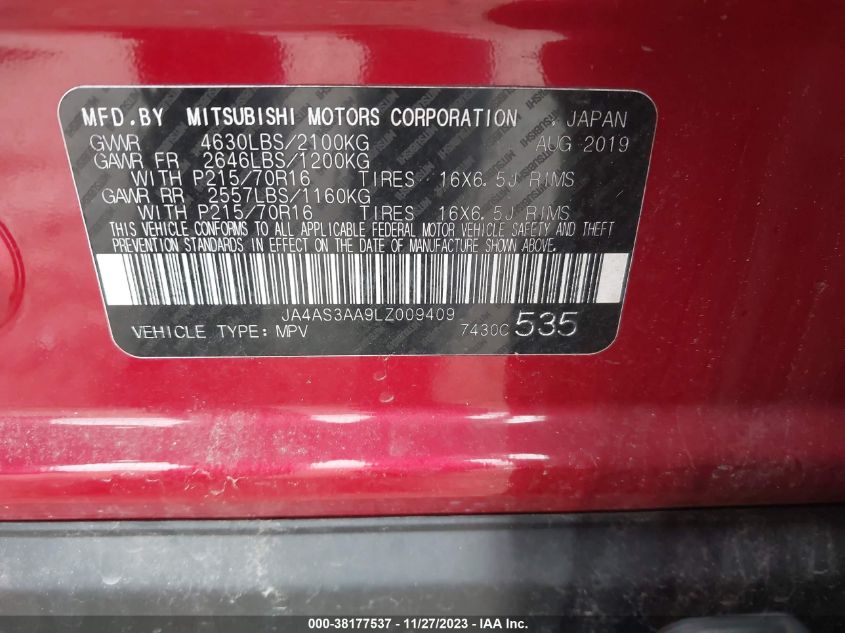 MFD.BY MITSUBISHI MOTORS CORPORATION , JAPAN
GVWR 4630LBS/2100KG AUG 2019
GAWR FR 2646LBS/1200KG
WITH P215/70R16 TIRES 16X6.5J RIMS
GAWR RR 2557LBS/1160KG
WITH P215/70R16 TIRES 16X6.5J RIMS
THIS VEHICLE CONFORMS TO ALL APPLICABLE FEDERAL MOTOR VEHICLE SAFETY AND THEFT
PREVENTION STANDARDS IN EFFECT ON THE DATE OF MANUFACTURE SHOWN ABOVE.
JA4AS3AA9LZ009409
VEHICLE TYPE: MPV 7430C 535
000-38177537 - 11/27/2023 - IAA Inc.